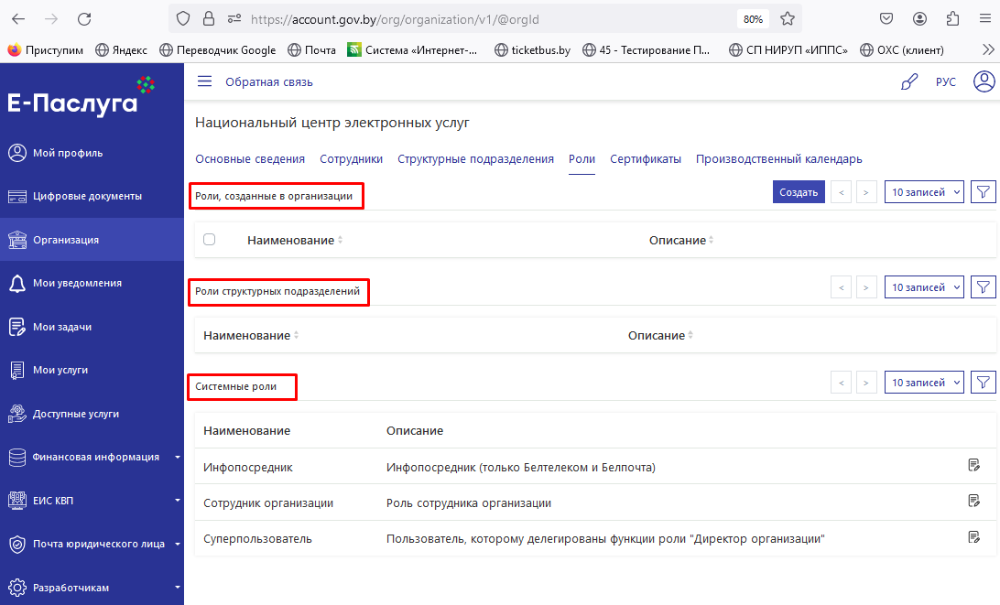 https://account.gov.by/org/organization/v1/@orgId
80%
Приступим
Яндекс
Переводчик Google
Почта
Система «Интернет-...
ticketbus.by
45 - Тестирование П...
СП НИРУП «ИППС»
ОХС (клиент)
Е-Паслуга
Обратная связь
РУС
Мой профиль
Цифровые документы
Организация
Мои уведомления
Мои задачи
Мои услуги
Доступные услуги
Финансовая информация
ЕИС КВП
Почта юридического лица
Разработчикам
Национальный центр электронных услуг
Основные сведения Сотрудники Структурные подразделения Роли Сертификаты Производственный календарь
Роли, созданные в организации
Создать < > 10 записей
Наименование Описание
Роли структурных подразделений
< > 10 записей
Наименование Описание
Системные роли
< > 10 записей
Наименование Описание
Инфопосредник Инфопосредник (только Белтелеком и Белпочта)
Сотрудник организации Роль сотрудника организации
Суперпользователь Пользователь, которому делегированы функции роли "Директор организации"